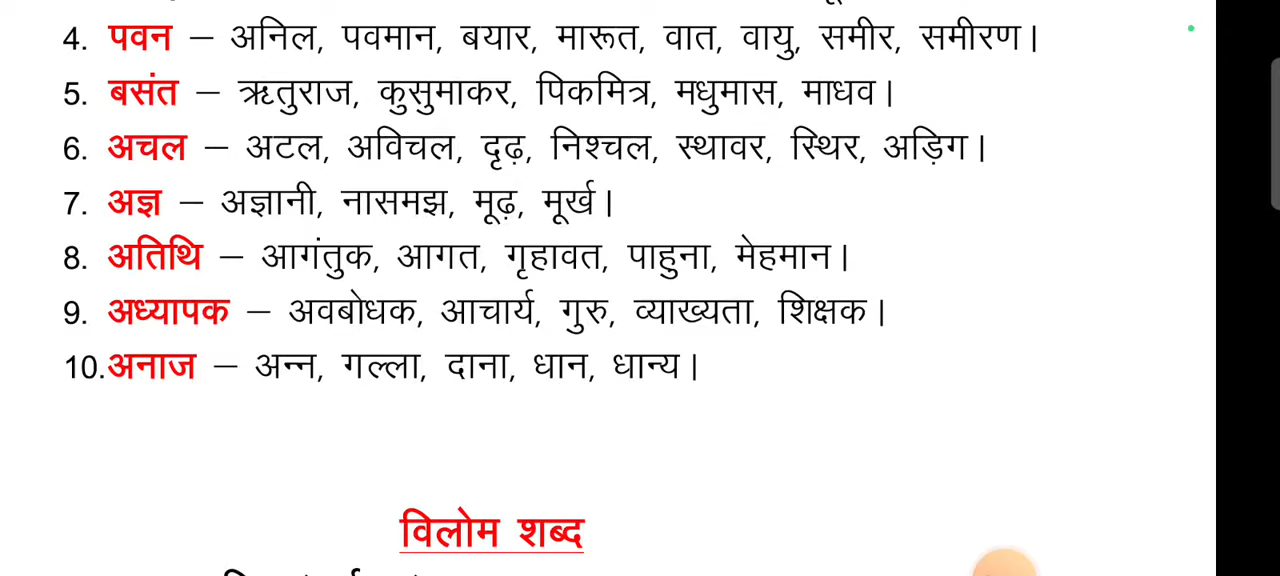 4. पवन – अनिल, पवमान, बयार, मारूत, वात, वायु, समीर, समीरण।
5. बसंत – ऋतुराज, कुसुमाकर, पिकमित्र, मधुमास, माधव।
6. अचल – अटल, अविचल, दृढ़, निश्चल, स्थावर, स्थिर, अड़िग।
7. अज्ञ – अज्ञानी, नासमझ, मूढ़, मूर्ख।
8. अतिथि – आगंतुक, आगत, गृहावत, पाहुना, मेहमान।
9. अध्यापक – अवबोधक, आचार्य, गुरु, व्याख्यता, शिक्षक।
10.अनाज – अन्न, गल्ला, दाना, धान, धान्य।
विलोम शब्द